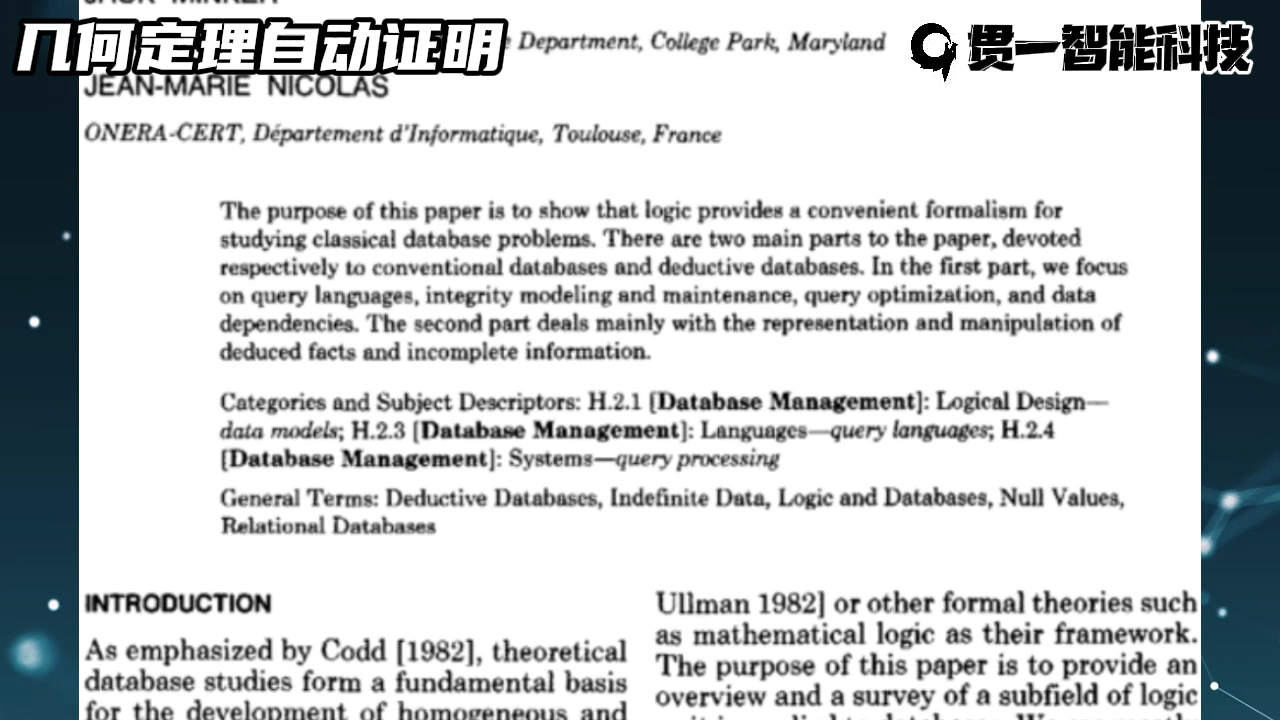 几何定理自动证明
贯一智能科技
JACK MINKER
Department, College Park, Maryland
JEAN-MARIE NICOLAS
ONERA-CERT, Département d'Informatique, Toulouse, France
The purpose of this paper is to show that logic provides a convenient formalism for
studying classical database problems. There are two main parts to the paper, devoted
respectively to conventional databases and deductive databases. In the first part, we focus
on query languages, integrity modeling and maintenance, query optimization, and data
dependencies. The second part deals mainly with the representation and manipulation of
deduced facts and incomplete information.
Categories and Subject Descriptors: H.2.1 [Database Management]: Logical Design—
data models; H.2.3 [Database Management]: Languages—query languages; H.2.4
[Database Management]: Systems—query processing
General Terms: Deductive Databases, Indefinite Data, Logic and Databases, Null Values,
Relational Databases
INTRODUCTION
As emphasized by Codd [1982], theoretical
database studies form a fundamental basis
for the development of homogeneous and
Ullman 1982] or other formal theories such
as mathematical logic as their framework.
The purpose of this paper is to provide an
overview and a survey of a subfield of logic